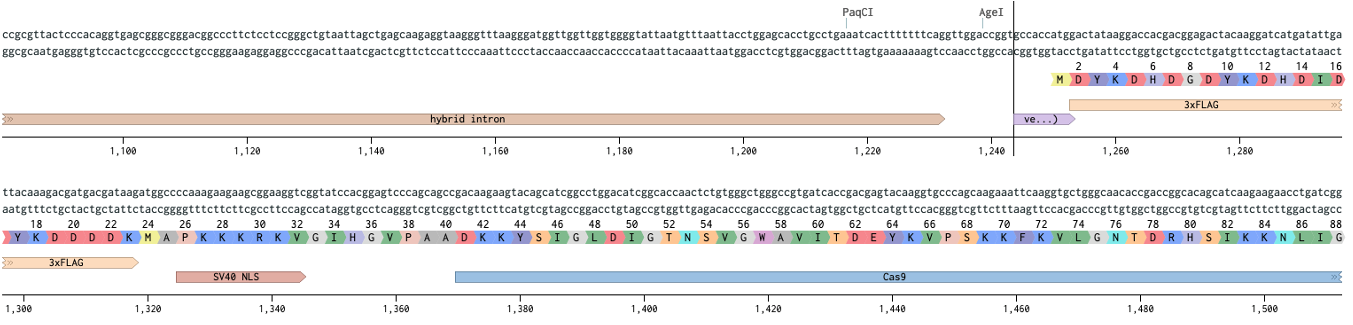 PaqCI AgeI
ccgcgttactcccacaggtgagcgggcgggacggcccttctcctccgggctgtaattagctgagcaagaggtaagggtttaagggatggttggttggtggggtattaatgtttaattacctggagcacctgcctgaaatcactttttttcaggttggaccggtgccaccatggactataaggaccacgacggagactacaaggatcatgatattga
ggcgcaatgagggtgtccactcgcccgccctgccgggaagaggaggcccgacattaatcgactcgttctccattcccaaattccctaccaaccaaccaccccataattacaaattaatggacctcgtggacggactttagtgaaaaaaagtccaacctggccacggtggtacctgatattcctggtgctgcctctgatgttcctagtactataact
2 4 6 8 10 12 14 16
M D Y K D H D G D Y K D H D I D
3xFLAG
hybrid intron ve...)
1,100 1,120 1,140 1,160 1,180 1,200 1,220 1,240 1,260 1,280
ttacaaagacgatgacgataagatggccccaaagaagaagcggaaggtcggtatccacggagtcccagcagccgacaagaagtacagcatcggcctggacatcggcaccaactctgtgggctgggccgtgatcaccgacgagtacaaggtgcccagcaagaaattcaaggtgctgggcaacaccgaccggcacagcatcaagaagaacctgatcgg
aatgtttctgctactgctattctaccggggtttcttcttcgccttccagccataggtgcctcagggtcgtcggctgttcttcatgtcgtagccggacctgtagccgtggttgagacacccgacccggcactagtggctgctcatgttccacgggtcgttctttaagttccacgacccgttgtggctggccgtgtcgtagttcttcttggactagcc
18 20 22 24 26 28 30 32 34 36 38 40 42 44 46 48 50 52 54 56 58 60 62 64 66 68 70 72 74 76 78 80 82 84 86 88
Y K D D D D K M A P K K K R K V G I H G V P A A D K K Y S I G L D I G T N S V G W A V I T D E Y K V P S K K F K V L G N T D R H S I K K N L I G
3xFLAG
SV40 NLS Cas9
1,300 1,320 1,340 1,360 1,380 1,400 1,420 1,440 1,460 1,480 1,500